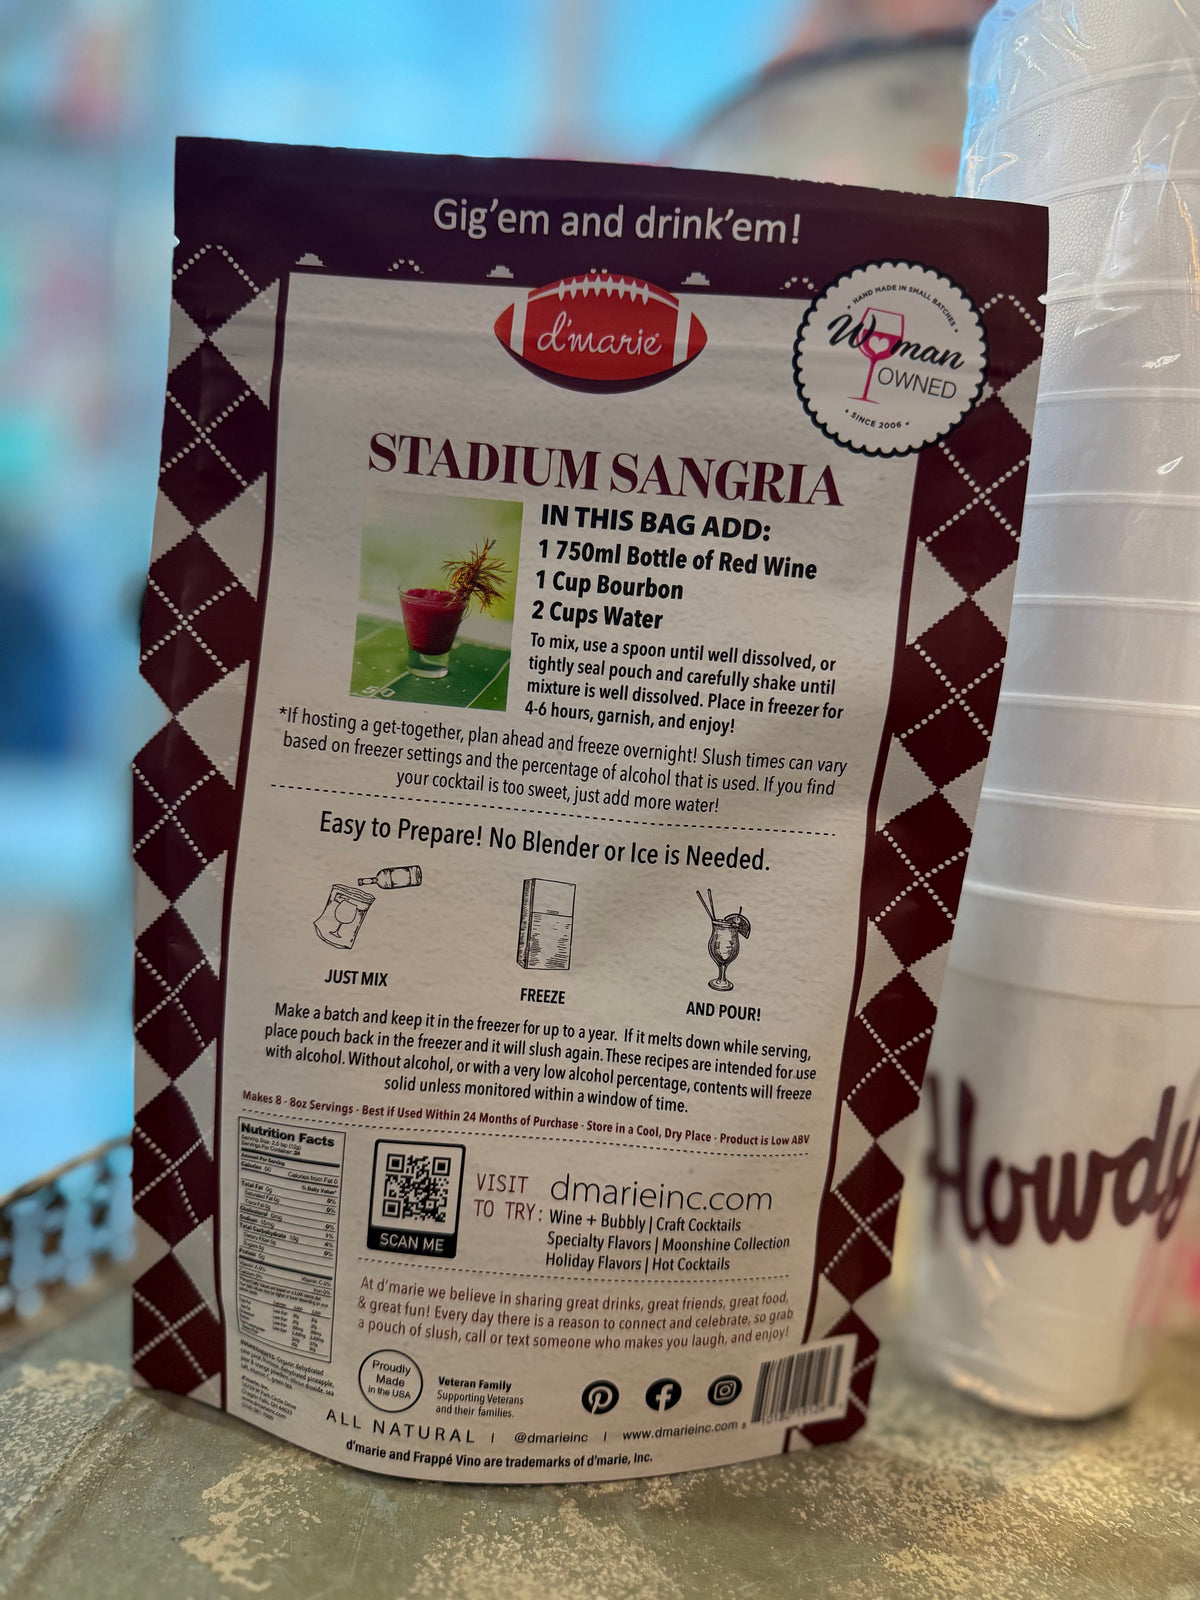 Gig'em and drink'em!
d'marie
HAND MADE IN SMALL BATCHES
Woman
OWNED
• SINCE 2006 •
STADIUM SANGRIA
IN THIS BAG ADD:
1 750ml Bottle of Red Wine
1 Cup Bourbon
2 Cups Water
To mix, use a spoon until well dissolved, or
tightly seal pouch and carefully shake until
mixture is well dissolved. Place in freezer for
4-6 hours, garnish, and enjoy!
*If hosting a get-together, plan ahead and freeze overnight! Slush times can vary
based on freezer settings and the percentage of alcohol that is used. If you find
your cocktail is too sweet, just add more water!
Easy to Prepare! No Blender or Ice is Needed.
JUST MIX
FREEZE
AND POUR!
Make a batch and keep it in the freezer for up to a year. If it melts down while serving,
place pouch back in the freezer and it will slush again. These recipes are intended for use
with alcohol. Without alcohol, or with a very low alcohol percentage, contents will freeze
solid unless monitored within a window of time.
Makes 8 - 8oz Servings - Best if Used Within 24 Months of Purchase - Store in a Cool, Dry Place - Product is Low ABV
Nutrition Facts
Amount Per Serving
Calories 50 Calories from Fat 0
% Daily Value*
SCAN ME
VISIT
TO TRY:
dmarieinc.com
Wine + Bubbly | Craft Cocktails
Specialty Flavors | Moonshine Collection
Holiday Flavors | Hot Cocktails
At d'marie we believe in sharing great drinks, great friends, great food,
& great fun! Every day there is a reason to connect and celebrate, so grab
a pouch of slush, call or text someone who makes you laugh, and enjoy!
Proudly
Made
in the USA
Veteran Family
Supporting Veterans
and their families.
ALL NATURAL | @dmarieinc | www.dmarieinc.com
d'marie and Frappé Vino are trademarks of d'marie, Inc.
Howdy